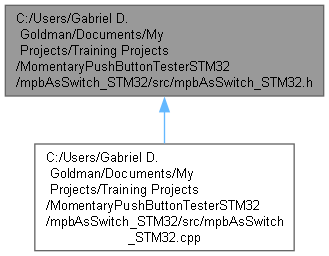 C:/Users/Gabriel D.
Goldman/Documents/My
Projects/Training Projects
/MomentaryPushButtonTesterSTM32
/mpbAsSwitch_STM32/src/mpbAsSwitch_STM32.h
C:/Users/Gabriel D.
Goldman/Documents/My
Projects/Training Projects
/MomentaryPushButtonTesterSTM32
/mpbAsSwitch_STM32/src/mpbAsSwitch
_STM32.cpp